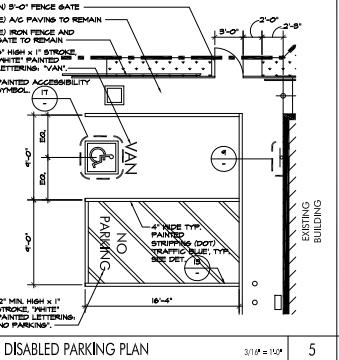 N) 3'-0" FENCE GATE
E) A/C PAVING TO REMAIN
E) IRON FENCE AND
GATE TO REMAIN
" HIGH x 1" STROKE,
WHITE" PAINTED
LETTERING: "VAN".
PAINTED ACCESSIBILITY
SYMBOL.
3'-0"
2'-0"
2'-8"
17
-
9'-0"
EQ.
EQ.
VAN
9
-
9'-0"
NO
PARKING
4" WIDE TYP.
PAINTED
STRIPPING (DOT)
TRAFFIC BLUE", TYP.
SEE DET.
-
EXISTING
BUILDING
16'-4"
2" MIN. HIGH x 1"
STROKE, "WHITE"
PAINTED LETTERING:
NO PARKING".
DISABLED PARKING PLAN
3/16" = 1'-0"
5